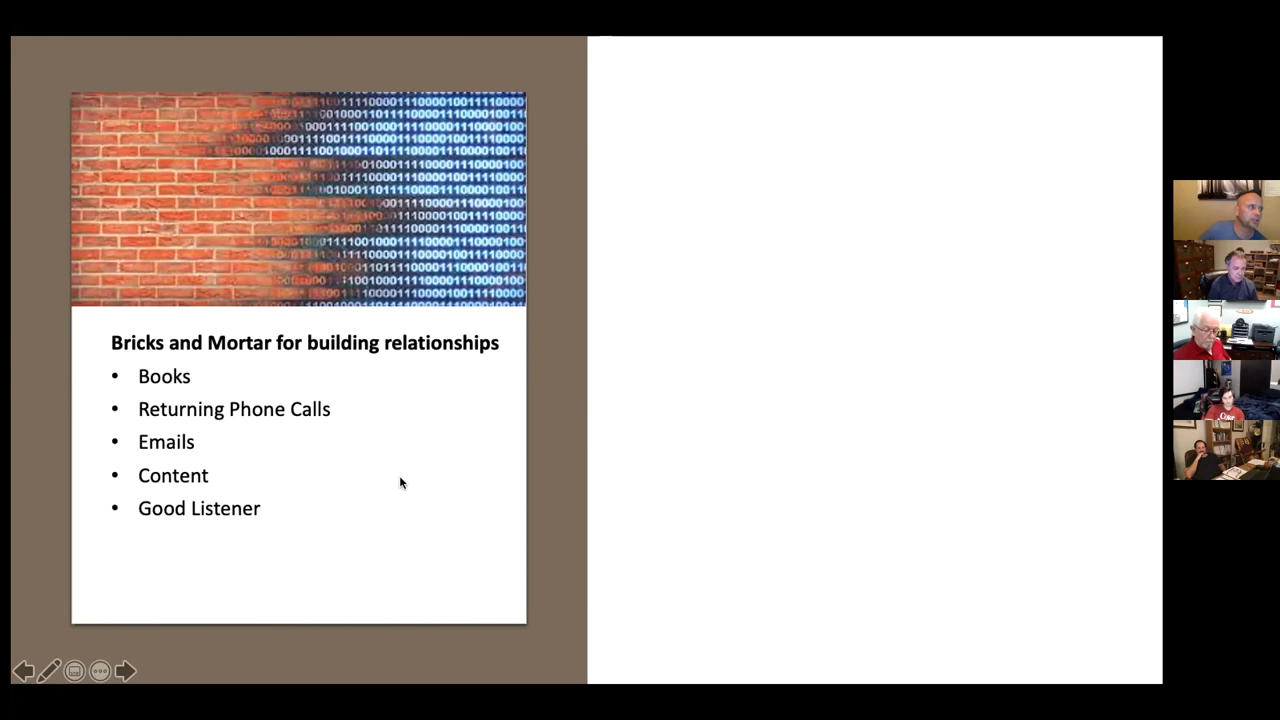 Bricks and Mortar for building relationships
• Books
• Returning Phone Calls
• Emails
• Content
• Good Listener